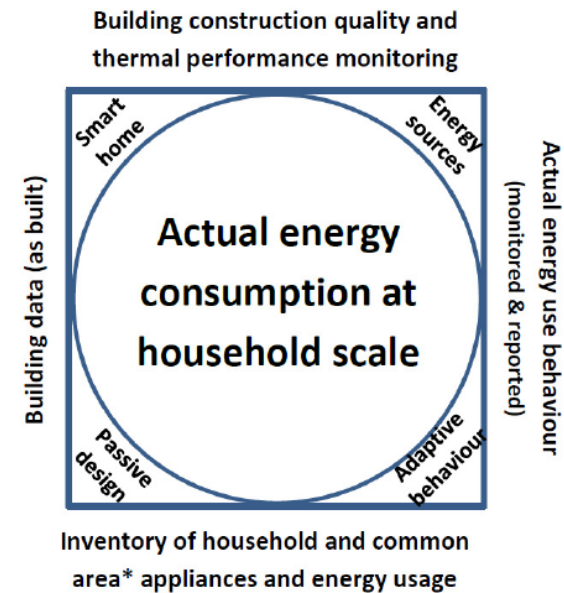 Building construction quality and
thermal performance monitoring
Smart
home
Energy
sources
Building data (as built)
Actual energy
consumption at
household scale
Actual energy use behaviour
(monitored & reported)
Passive
design
Adaptive
behaviour
Inventory of household and common
area* appliances and energy usage